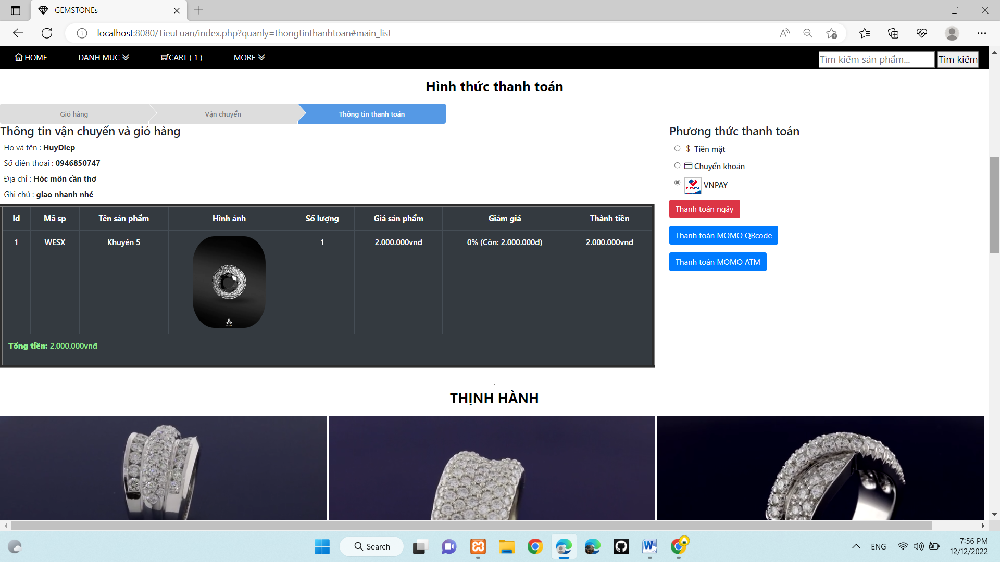 GEMSTONEs
localhost:8080/TieuLuan/index.php?quanly=thongtinthanhtoan#main_list
HOME DANH MỤC CART ( 1 ) MORE Tìm kiếm sản phẩm... Tìm kiếm
Hình thức thanh toán
Giỏ hàng Vận chuyển Thông tin thanh toán
Thông tin vận chuyển và giỏ hàng
Họ và tên : HuyDiep
Số điện thoại : 0946850747
Địa chỉ : Hóc môn cần thơ
Ghi chú : giao nhanh nhé
Phương thức thanh toán
$ Tiền mặt
Chuyển khoản
VNPAY VNPAY
Thanh toán ngây
Thanh toán MOMO QRcode
Thanh toán MOMO ATM
Id Mã sp Tên sản phẩm Hình ảnh Số lượng Giá sản phẩm Giảm giá Thành tiền
1 WESX Khuyên 5 1 2.000.000vnđ 0% (Còn: 2.000.000đ) 2.000.000vnđ
Tổng tiền: 2.000.000vnđ
THỊNH HÀNH
Search
ENG
7:56 PM
12/12/2022